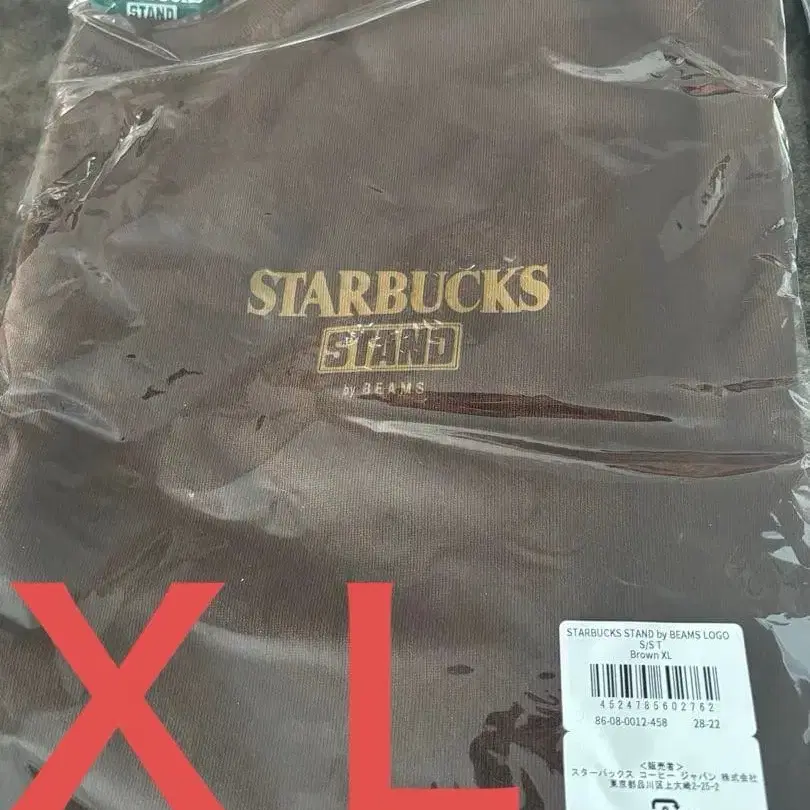 STAND
STARBUCKS
STAND
by BEAMS
STARBUCKS STAND by BEAMS LOGO
S/S T
Brown XL
4524785602762
86-08-0012-458 28-22
<販売者>
スターバックス コーヒー ジャパン 株式会社
東京都品川区上大崎2-25-2
XL